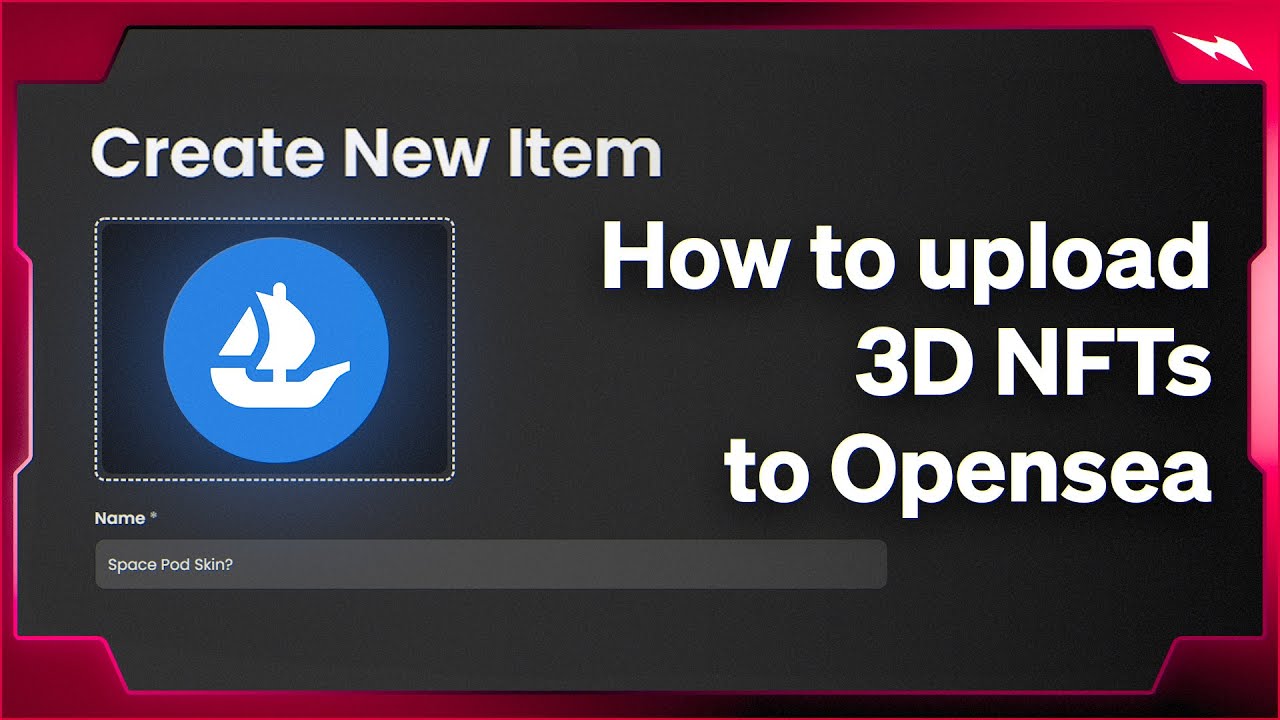 Create New Item
How to upload
3D NFTs
to Opensea
Name *
Space Pod Skin?